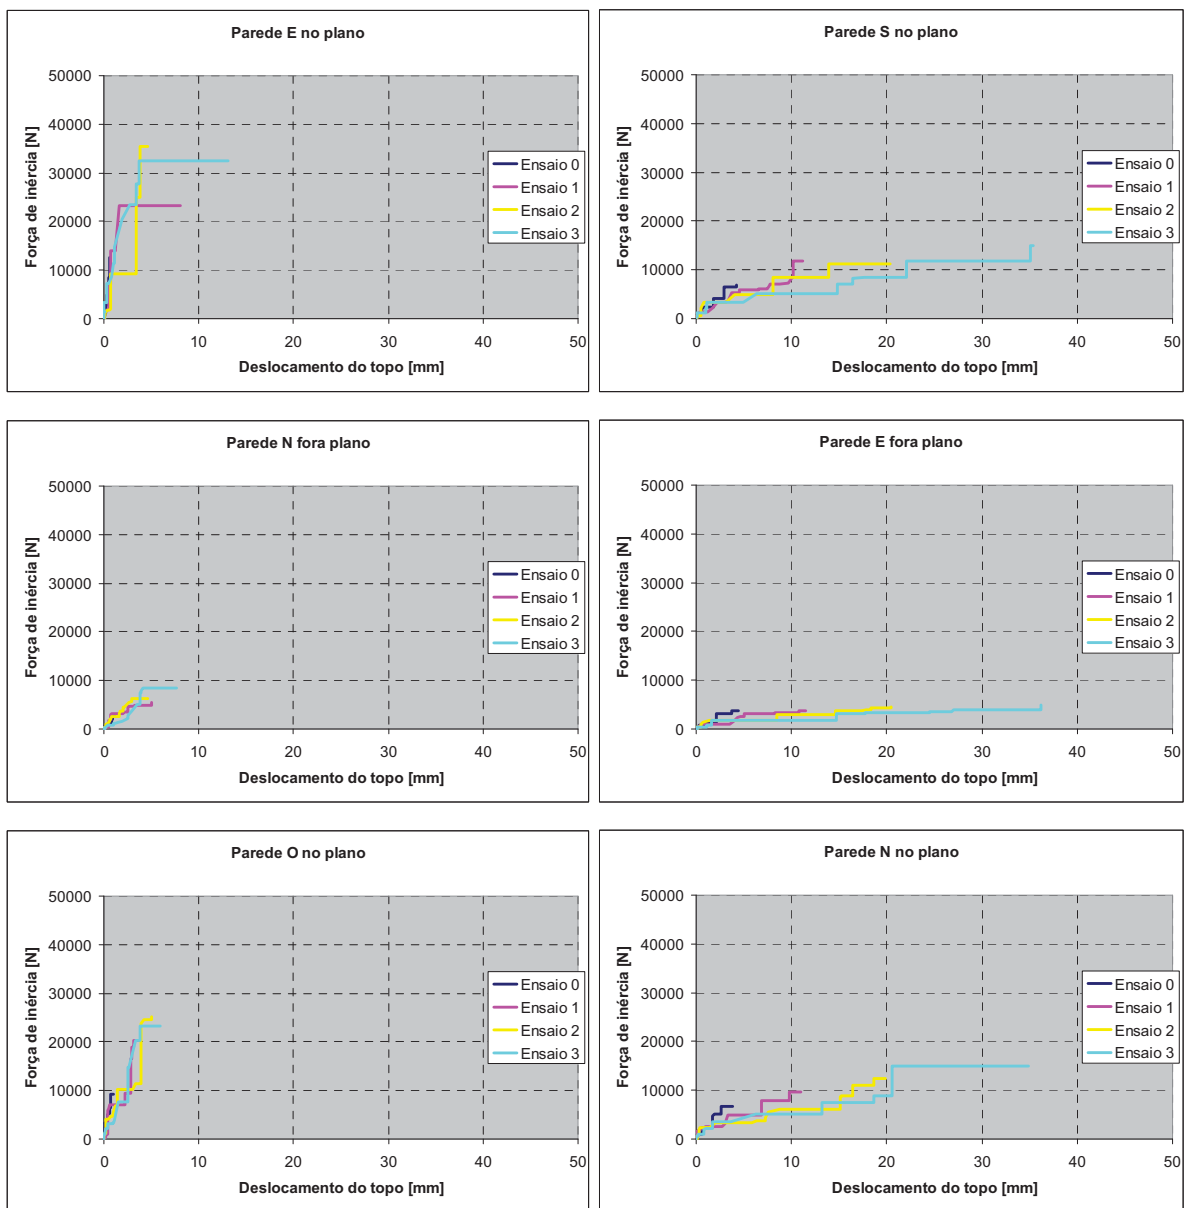 Parede E no plano
Força de inércia [N]
50000
40000
30000
20000
10000
0
0 10 20 30 40 50
Deslocamento do topo [mm]
Ensaio 0
Ensaio 1
Ensaio 2
Ensaio 3
Parede S no plano
Força de inércia [N]
50000
40000
30000
20000
10000
0
0 10 20 30 40 50
Deslocamento do topo [mm]
Ensaio 0
Ensaio 1
Ensaio 2
Ensaio 3
Parede N fora plano
Força de inércia [N]
50000
40000
30000
20000
10000
0
0 10 20 30 40 50
Deslocamento do topo [mm]
Ensaio 0
Ensaio 1
Ensaio 2
Ensaio 3
Parede E fora plano
Força de inércia [N]
50000
40000
30000
20000
10000
0
0 10 20 30 40 50
Deslocamento do topo [mm]
Ensaio 0
Ensaio 1
Ensaio 2
Ensaio 3
Parede O no plano
Força de inércia [N]
50000
40000
30000
20000
10000
0
0 10 20 30 40 50
Deslocamento do topo [mm]
Ensaio 0
Ensaio 1
Ensaio 2
Ensaio 3
Parede N no plano
Força de inércia [N]
50000
40000
30000
20000
10000
0
0 10 20 30 40 50
Deslocamento do topo [mm]
Ensaio 0
Ensaio 1
Ensaio 2
Ensaio 3